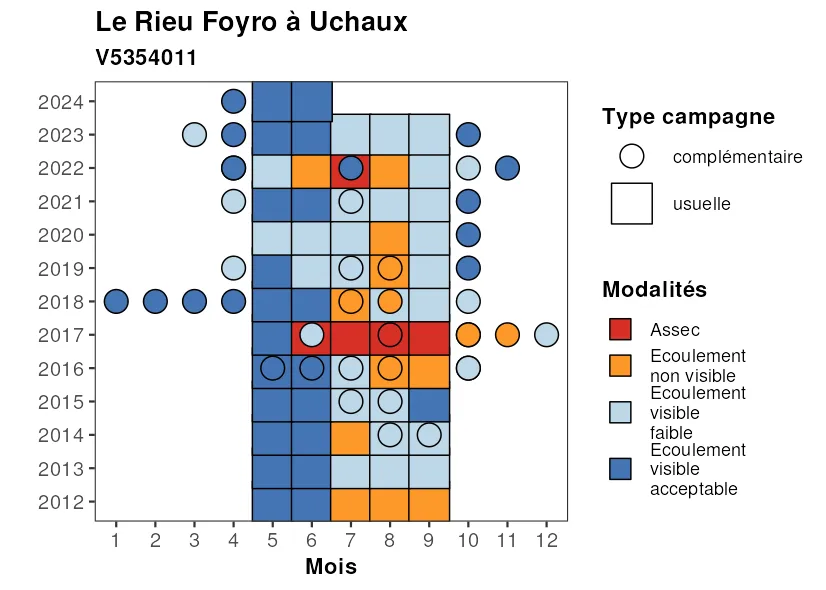 Le Rieu Foyro à Uchaux
V5354011
2024
2023
2022
2021
2020
2019
2018
2017
2016
2015
2014
2013
2012
1 2 3 4 5 6 7 8 9 10 11 12
Mois
Type campagne
complémentaire
usuelle
Modalités
Assec
Ecoulement
non visible
Ecoulement
visible
faible
Ecoulement
visible
acceptable